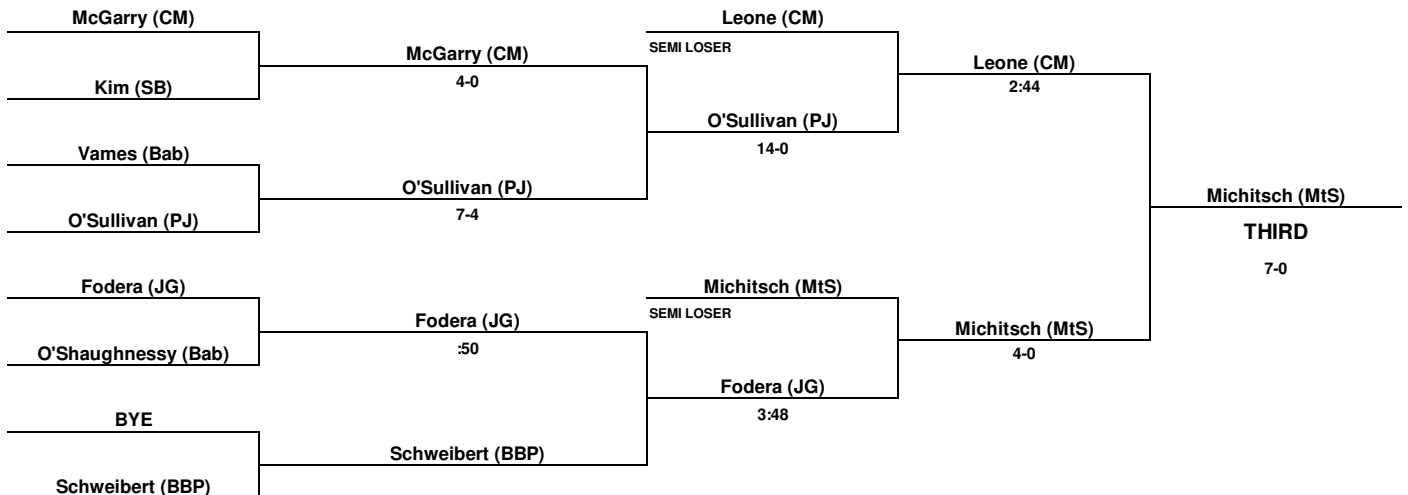 McGarry (CM)
Kim (SB)
Vames (Bab)
O'Sullivan (PJ)
Fodera (JG)
O'Shaughnessy (Bab)
BYE
Schweibert (BBP)
McGarry (CM)
4-0
O'Sullivan (PJ)
7-4
Fodera (JG)
:50
Schweibert (BBP)
Leone (CM)
SEMI LOSER
O'Sullivan (PJ)
14-0
Michitsch (MtS)
SEMI LOSER
Fodera (JG)
3:48
Leone (CM)
2:44
Michitsch (MtS)
4-0
Michitsch (MtS)
THIRD
7-0